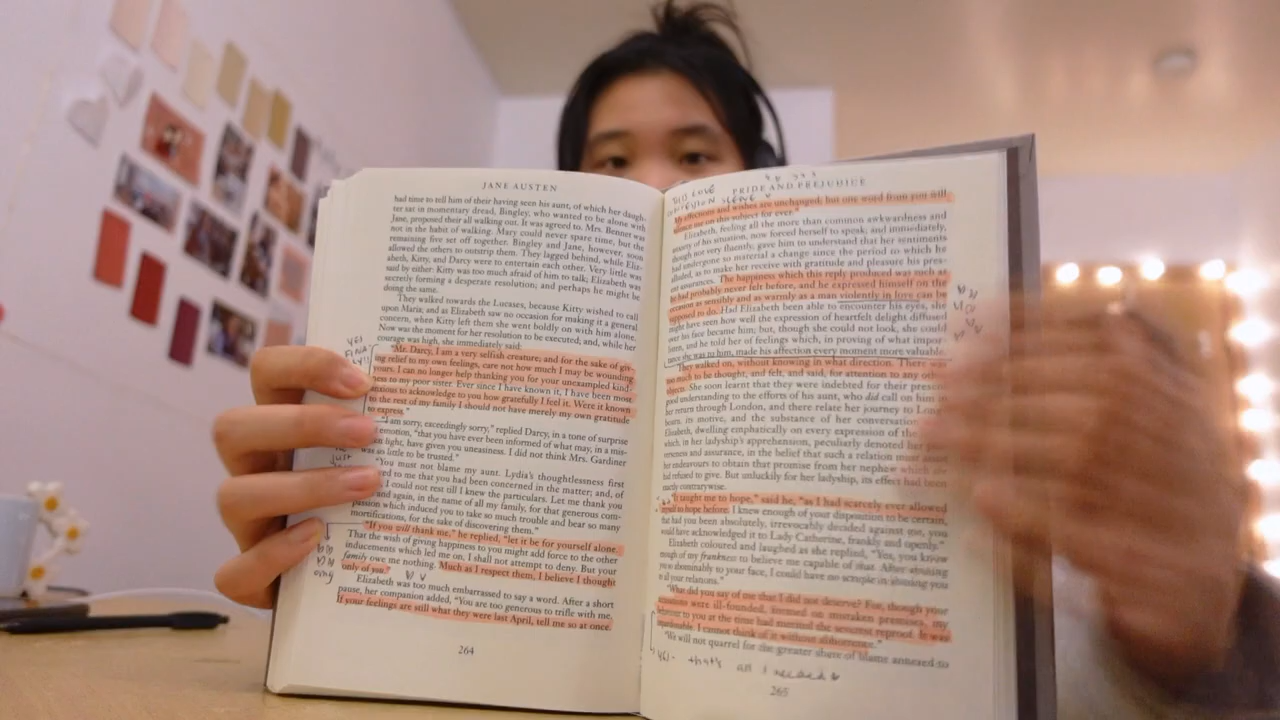 JANE AUSTEN
had time to tell him of their having seen his aunt, of which her daugh-
ter sat in momentary dread, Bingley, who wanted to be alone with
Jane, proposed their all walking out. It was agreed to. Mrs. Bennet was
not in the habit of walking. Mary could never spare time, but the
remaining five set off together. Bingley and Jane, however, soon
allowed the others to outstrip them. They lagged behind, while Eliz-
abeth, Kitty, and Darcy were to entertain each other. Very little was
said by either: Kitty was too much afraid of him to talk; Elizabeth was
secretly forming a desperate resolution; and perhaps he might be
doing the same.
They walked towards the Lucases, because Kitty wished to call
upon Maria; and as Elizabeth saw no occasion for making it a general
concern, when Kitty left them she went boldly on with him alone.
Now was the moment for her resolution to be executed; and, while her
courage was high, she immediately said:
"Mr. Darcy, I am a very selfish creature; and for the sake of giv-
ing relief to my own feelings, care not how much I may be wounding
yours. I can no longer help thanking you for your unexampled kind-
ness to my poor sister. Ever since I have known it, I have been most
anxious to acknowledge to you how gratefully I feel it. Were it known
to the rest of my family I should not have merely my own gratitude
to express."
"I am sorry, exceedingly sorry," replied Darcy, in a tone of surprise
emotion, "that you have ever been informed of what may, in a mis-
en light, have given you uneasiness. I did not think Mrs. Gardiner
was so little to be trusted."
"You must not blame my aunt. Lydia's thoughtlessness first
ed to me that you had been concerned in the matter; and, of
I could not rest till I knew the particulars. Let me thank you
and again, in the name of all my family, for that generous com-
passion which induced you to take so much trouble and bear so many
mortifications, for the sake of discovering them."
"If you will thank me," he replied, "let it be for yourself alone.
That the wish of giving happiness to you might add force to the other
inducements which led me on, I shall not attempt to deny. But your
family owe me nothing. Much as I respect them, I believe I thought
only of you."
Elizabeth was too much embarrassed to say a word. After a short
pause, her companion added, "You are too generous to trifle with me.
If your feelings are still what they were last April, tell me so at once.
264
yes
just
omg
THIS LOVE
CONFESSION
PRIDE AND PREJUDICE
My affections and wishes are unchanged; but one word from you will
silence me on this subject for ever."
Elizabeth, feeling all the more than common awkwardness and
anxiety of his situation, now forced herself to speak; and immediately,
though not very fluently, gave him to understand that her sentiments
had undergone so material a change since the period to which he
alluded, as to make her receive with gratitude and pleasure his pres-
ent assurances. The happiness which this reply produced was such as
he had probably never felt before, and he expressed himself on the
occasion as sensibly and as warmly as a man violently in love can be
supposed to do. Had Elizabeth been able to encounter his eyes, she
might have seen how well the expression of heartfelt delight diffused
over his face became him; but, though she could not look, she could
listen, and he told her of feelings which, in proving of what impor-
tance she was to him, made his affection every moment more valuable.
They walked on, without knowing in what direction. There was
too much to be thought, and felt, and said, for attention to any other
objects. She soon learnt that they were indebted for their present
good understanding to the efforts of his aunt, who did call on him in
her return through London, and there relate her journey to Long-
bourn, its motive, and the substance of her conversation
Elizabeth, dwelling emphatically on every expression of the
which, in her ladyship's apprehension, peculiarly denoted her
verseness and assurance, in the belief that such a relation must assist
her endeavours to obtain that promise from her nephew which she
had refused to give. But unluckily for her ladyship, its effect had been
exactly contrariwise.
"It taught me to hope," said he, "as I had scarcely ever allowed
myself to hope before. I knew enough of your disposition to be certain,
that had you been absolutely, irrevocably decided against me, you
would have acknowledged it to Lady Catherine, frankly and openly."
Elizabeth coloured and laughed as she replied, "Yes, you know
enough of my frankness to believe me capable of that. After abusing
you so abominably to your face, I could have no scruple in abusing you
to all your relations."
"What did you say of me that I did not deserve? For, though your
accusations were ill-founded, formed on mistaken premises, my
behaviour to you at the time had merited the severest reproof. It was
unpardonable. I cannot think of it without abhorrence."
"We will not quarrel for the greater share of blame annexed to
that's all
265